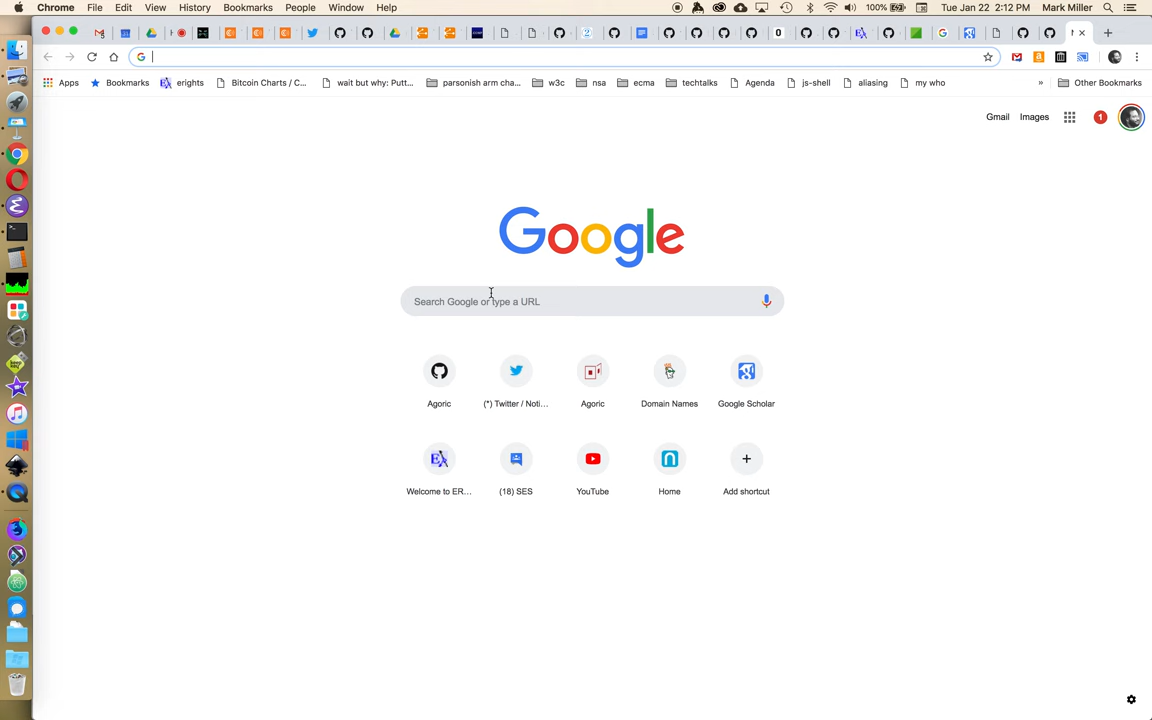 Chrome File Edit View History Bookmarks People Window Help 100% Tue Jan 22 2:12 PM Mark Miller
Apps Bookmarks erights Bitcoin Charts / C... wait but why: Putt... parsonish arm cha... w3c nsa ecma techtalks Agenda js-shell aliasing my who » Other Bookmarks
Gmail Images 1
Google
Search Google or type a URL
Agoric (*) Twitter / Noti... Agoric Domain Names Google Scholar
Welcome to ER... (18) SES YouTube Home Add shortcut